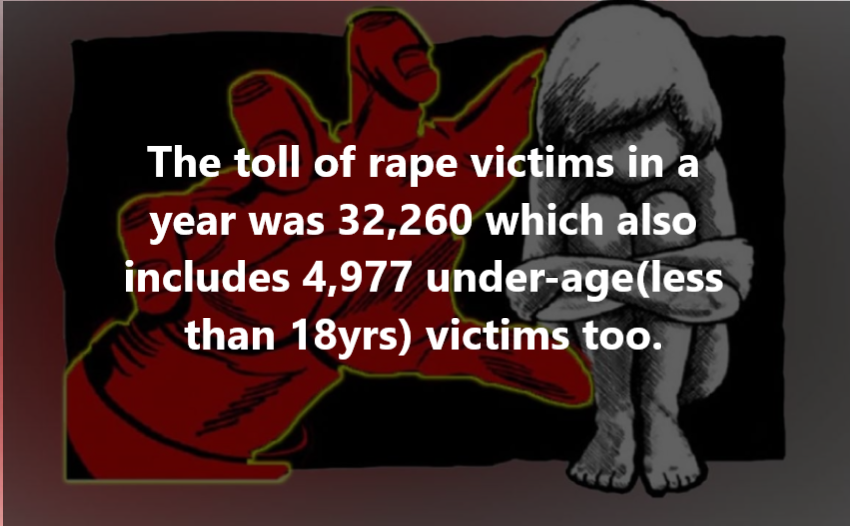 The toll of rape victims in a
year was 32,260 which also
includes 4,977 under-age(less
than 18yrs) victims too.